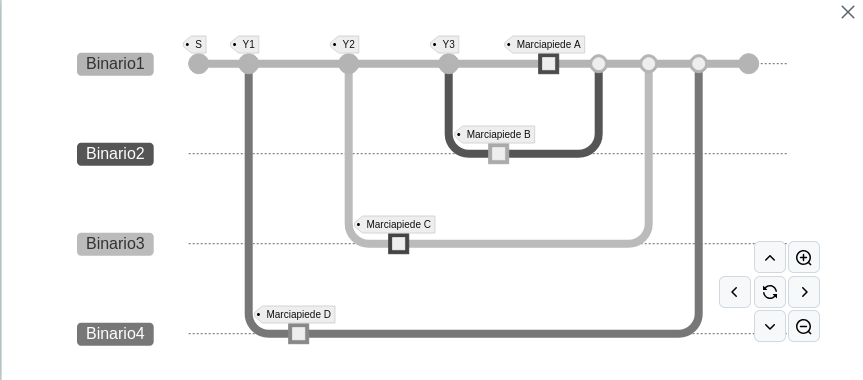 S
Y1
Y2
Y3
Marciapiede A
Binario1
Marciapiede B
Binario2
Marciapiede C
Binario3
Marciapiede D
Binario4